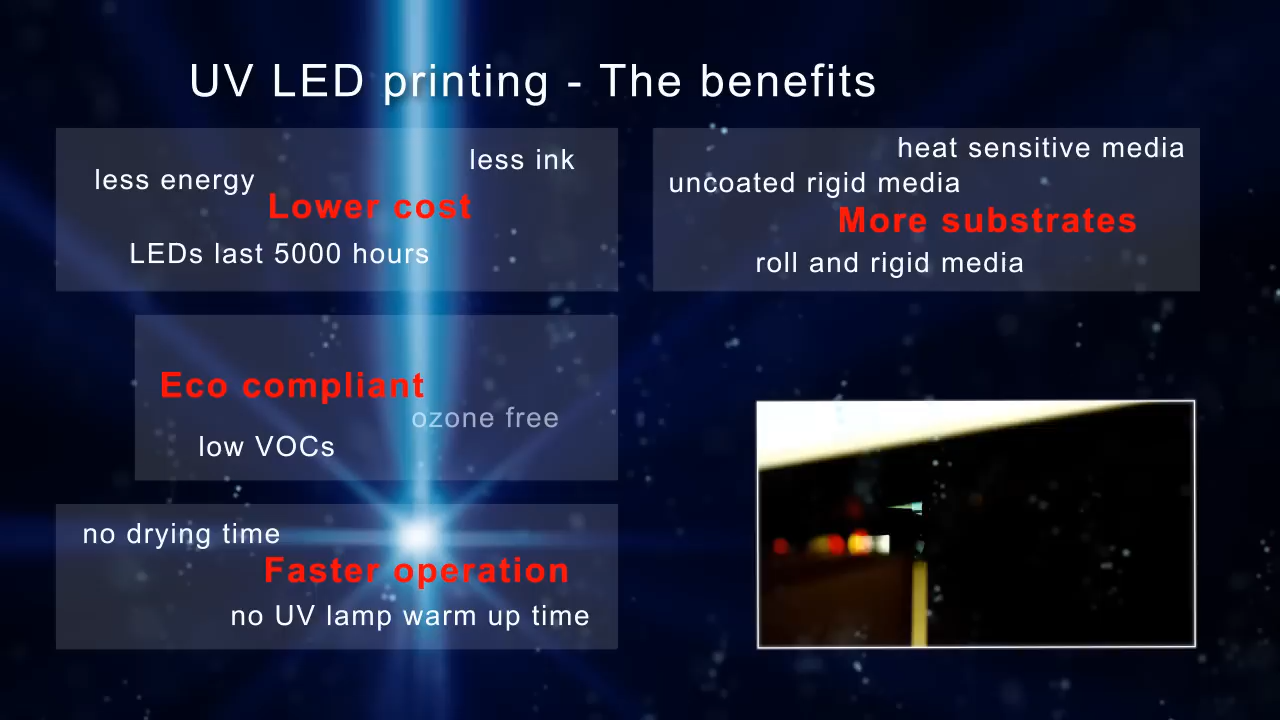 UV LED printing - The benefits
less ink
less energy
Lower cost
LEDs last 5000 hours
heat sensitive media
uncoated rigid media
More substrates
roll and rigid media
Eco compliant
ozone free
low VOCs
no drying time
Faster operation
no UV lamp warm up time